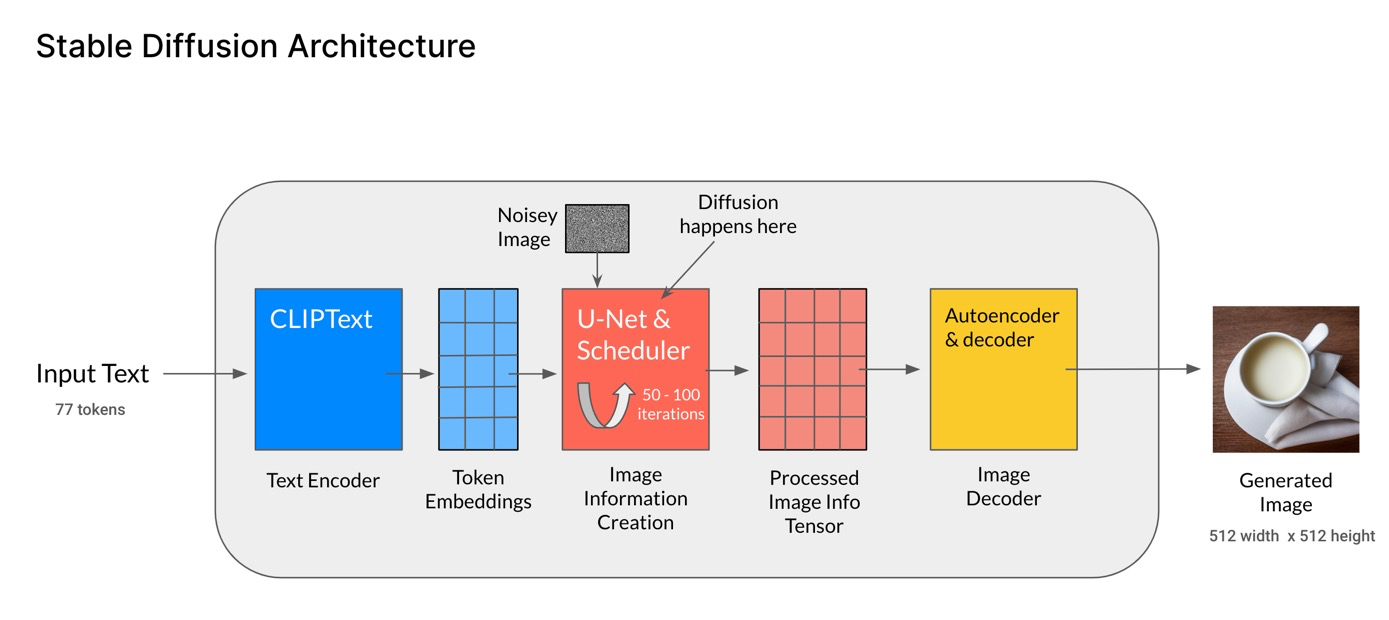 Stable Diffusion Architecture
Noisey
Image
Diffusion
happens here
Input Text
77 tokens
CLIPText
U-Net &
Scheduler
50 - 100
iterations
Autoencoder
& decoder
Text Encoder
Token
Embeddings
Image
Information
Creation
Processed
Image Info
Tensor
Image
Decoder
Generated
Image
512 width  x 512 height